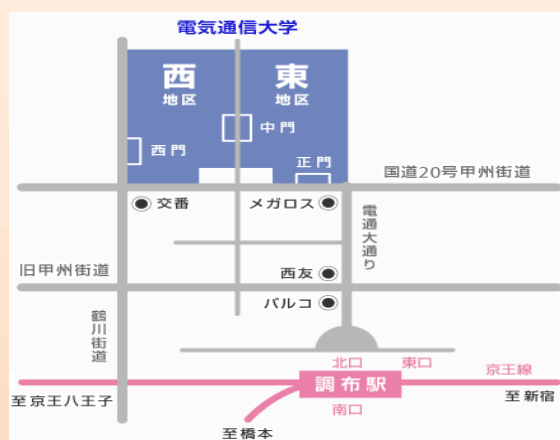 電気通信大学
西
地区
東
地区
中門
西門
正門
国道20号甲州街道
交番
メガロス
電通大通り
西友
旧甲州街道
パルコ
鶴川街道
北口
東口
京王線
調布駅
至京王八王子
至新宿
南口
至橋本